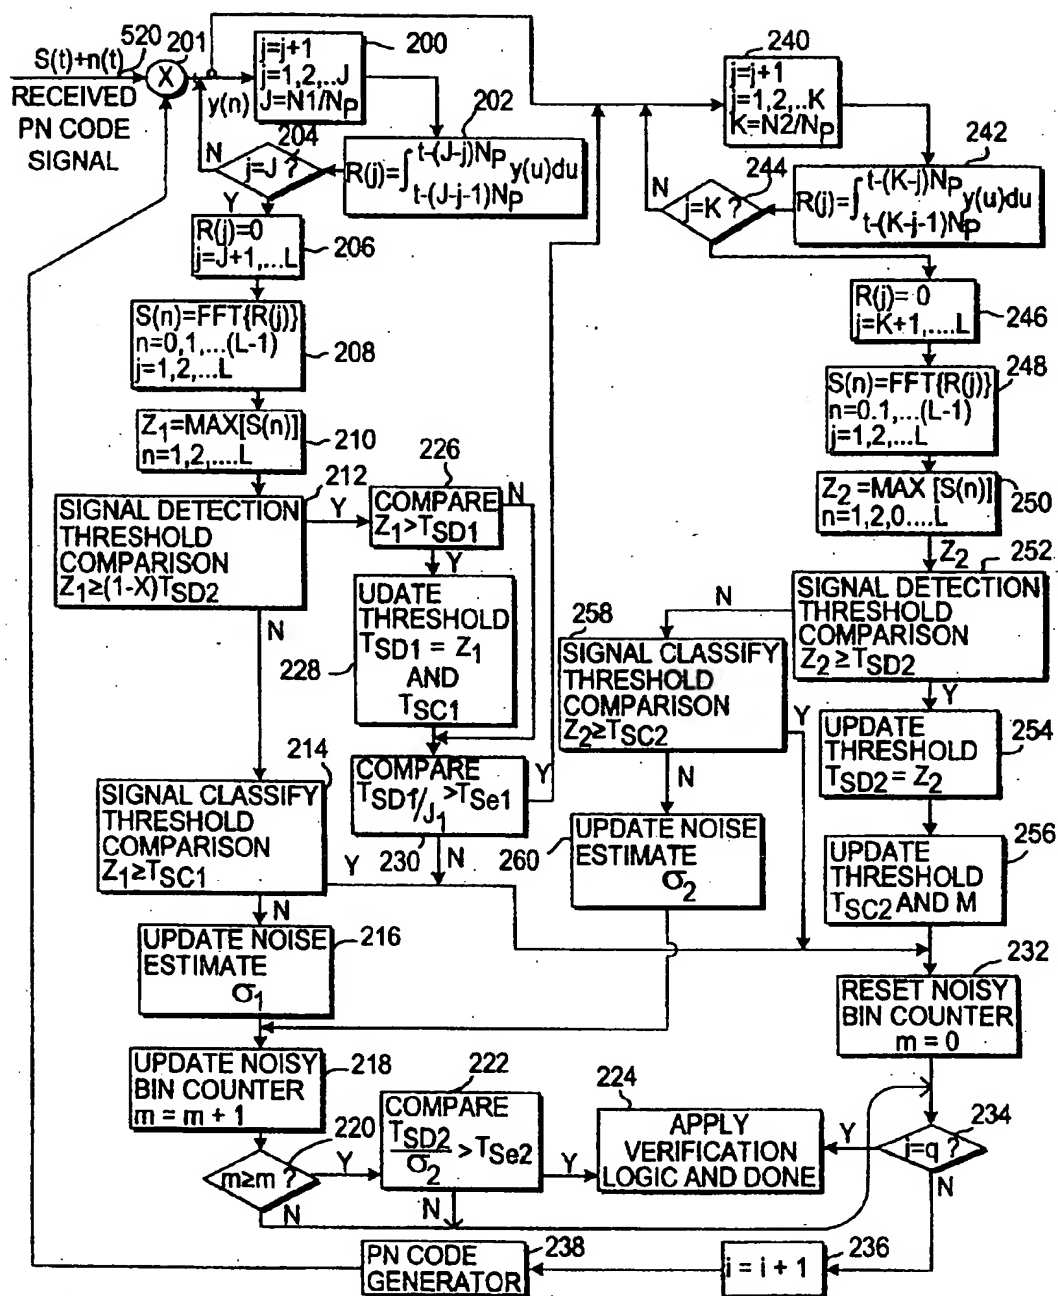 S(t)+n(t)
520
201
X
RECEIVED
PN CODE
SIGNAL
y(n)
200
j=j+1
j=1,2,..J
J=N1/NP
202
R(j)=∫t-(J-j)NP t-(J-j-1)NP y(u)du
204
j=J ?
N
Y
R(j)=0
j=J+1,...L
206
S(n)=FFT{R(j)}
n=0,1,...(L-1)
j=1,2,...L
208
Z1=MAX[S(n)]
n=1,2,....L
210
212
SIGNAL DETECTION
THRESHOLD
COMPARISON
Z1≥(1-X)TSD2
Y
N
226
COMPARE
Z1>TSD1
N
Y
UDATE
THRESHOLD
TSD1 = Z1
AND
TSC1
228
COMPARE
TSD1/J1 >TSe1
Y
230
N
214
SIGNAL CLASSIFY
THRESHOLD
COMPARISON
Z1≥TSC1
Y
N
UPDATE NOISE
ESTIMATE
σ1
216
UPDATE NOISY
BIN COUNTER
m = m + 1
218
220
m≥m ?
Y
N
222
COMPARE
TSD2
σ2
>TSe2
Y
N
224
APPLY
VERIFICATION
LOGIC AND DONE
240
j=j+1
j=1,2,..K
K=N2/NP
242
R(j)=∫t-(K-j)NP t-(K-j-1)NP y(u)du
244
j=K ?
N
R(j)= 0
j=K+1,....L
246
S(n)=FFT{R(j)}
n=0.1,...(L-1)
j=1,2,....L
248
Z2=MAX [S(n)]
n=1,2,0....L
250
Z2
252
SIGNAL DETECTION
THRESHOLD
COMPARISON
Z2≥TSD2
N
Y
258
SIGNAL CLASSIFY
THRESHOLD
COMPARISON
Z2≥TSC2
Y
N
260
UPDATE NOISE
ESTIMATE
σ2
UPDATE
THRESHOLD
TSD2 = Z2
254
UPDATE
THRESHOLD
TSC2 AND M
256
232
RESET NOISY
BIN COUNTER
m = 0
234
i=q ?
Y
N
236
i = i + 1
238
PN CODE
GENERATOR